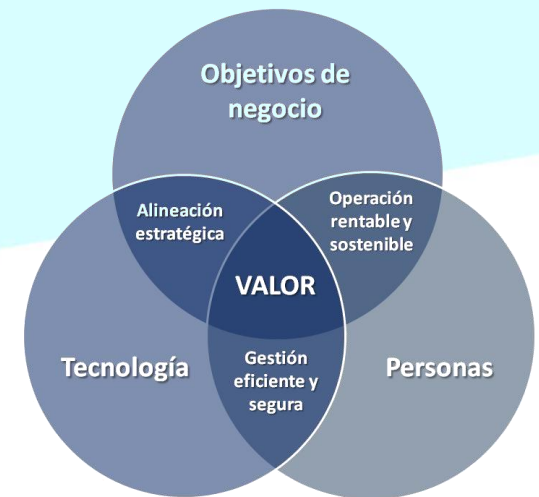 Objetivos de
negocio
Alineación
estratégica
Operación
rentable y
sostenible
VALOR
Tecnología
Gestión
eficiente y
segura
Personas